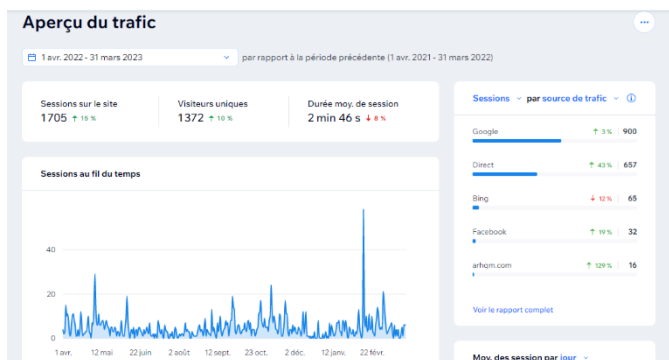 Aperçu du trafic
1 avr. 2022 - 31 mars 2023
par rapport à la période précédente (1 avr. 2021 - 31 mars 2022)
Sessions sur le site
1705 ↑ 15 %
Visiteurs uniques
1372 ↑ 10 %
Durée moy. de session
2 min 46 s ↓ 8 %
Sessions au fil du temps
40
20
0
1 avr. 12 mai 22 juin 2 août 12 sept. 23 oct. 2 déc. 12 janv. 22 févr.
Sessions par source de trafic
Google ↑ 3 % 900
Direct ↑ 43 % 657
Bing ↓ 12 % 65
Facebook ↑ 19 % 32
arhqm.com ↑ 129 % 16
Voir le rapport complet
Moy. des session par jour